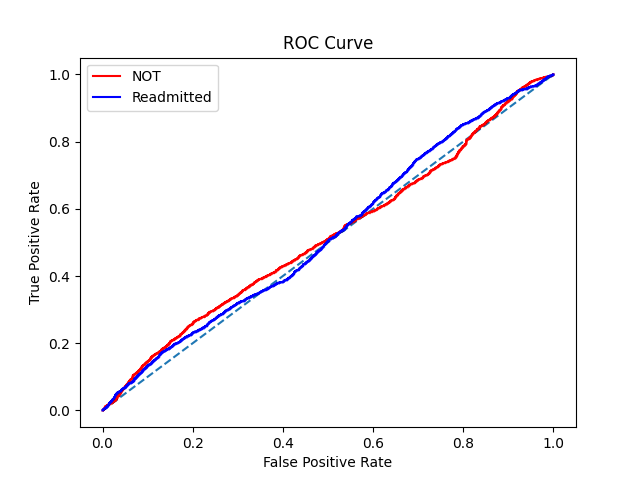 ROC Curve
NOT
Readmitted
True Positive Rate
1.0
0.8
0.6
0.4
0.2
0.0
0.0 0.2 0.4 0.6 0.8 1.0
False Positive Rate